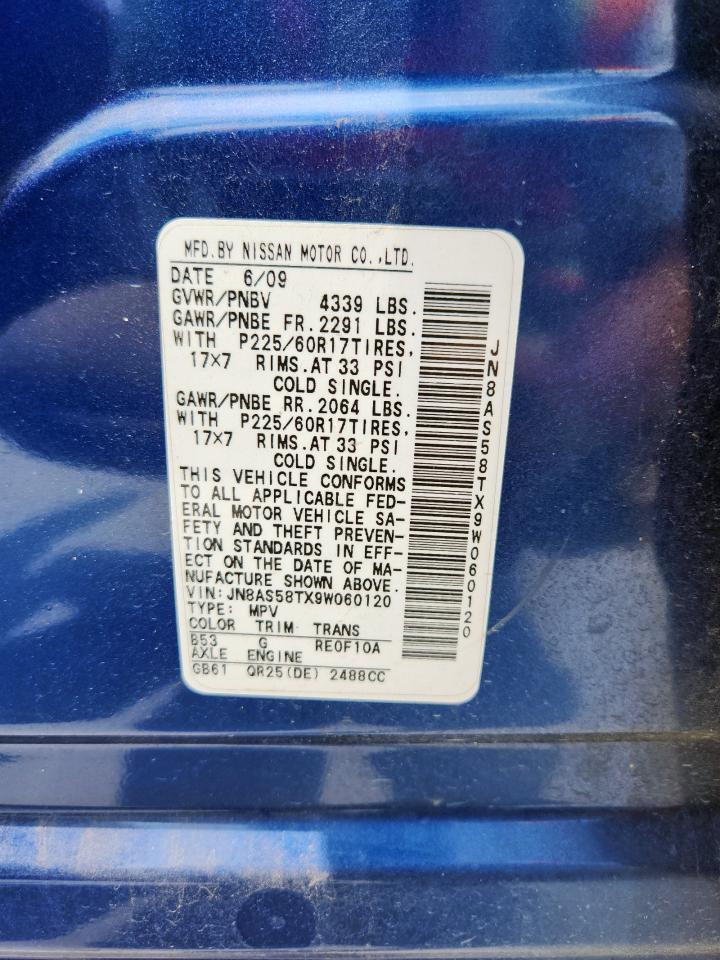 MFD.BY NISSAN MOTOR CO.,LTD.
DATE 6/09
GVWR/PNBV 4339 LBS.
GAWR/PNBE FR.2291 LBS.
WITH P225/60R17TIRES,
17×7 RIMS.AT 33 PSI
COLD SINGLE.
GAWR/PNBE RR.2064 LBS.
WITH P225/60R17TIRES,
17×7 RIMS.AT 33 PSI
COLD SINGLE.
THIS VEHICLE CONFORMS
TO ALL APPLICABLE FED-
ERAL MOTOR VEHICLE SA-
FETY AND THEFT PREVEN-
TION STANDARDS IN EFF-
ECT ON THE DATE OF MA-
NUFACTURE SHOWN ABOVE.
VIN:JN8AS58TX9W060120
TYPE: MPV
COLOR TRIM TRANS
B53 G RE0F10A
AXLE ENGINE
GB61 QR25(DE) 2488CC
JN8AS58TX9W060120